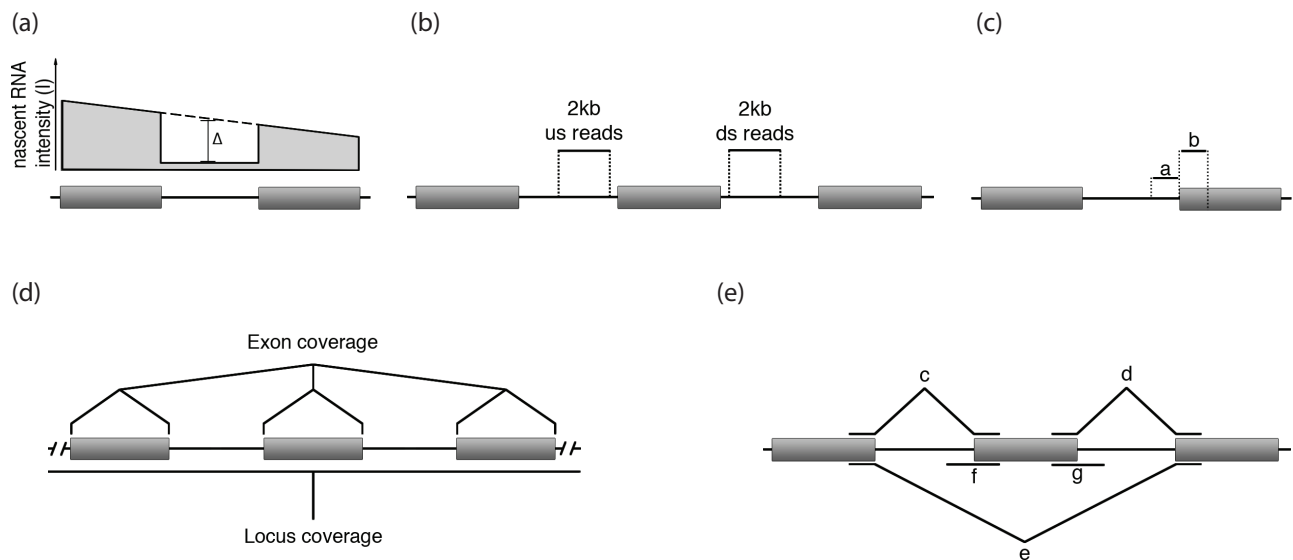 (a)
nascent RNA
intensity (I)
Δ
(b)
2kb
us reads
2kb
ds reads
(c)
a
b
(d)
Exon coverage
Locus coverage
(e)
c
d
f
g
e